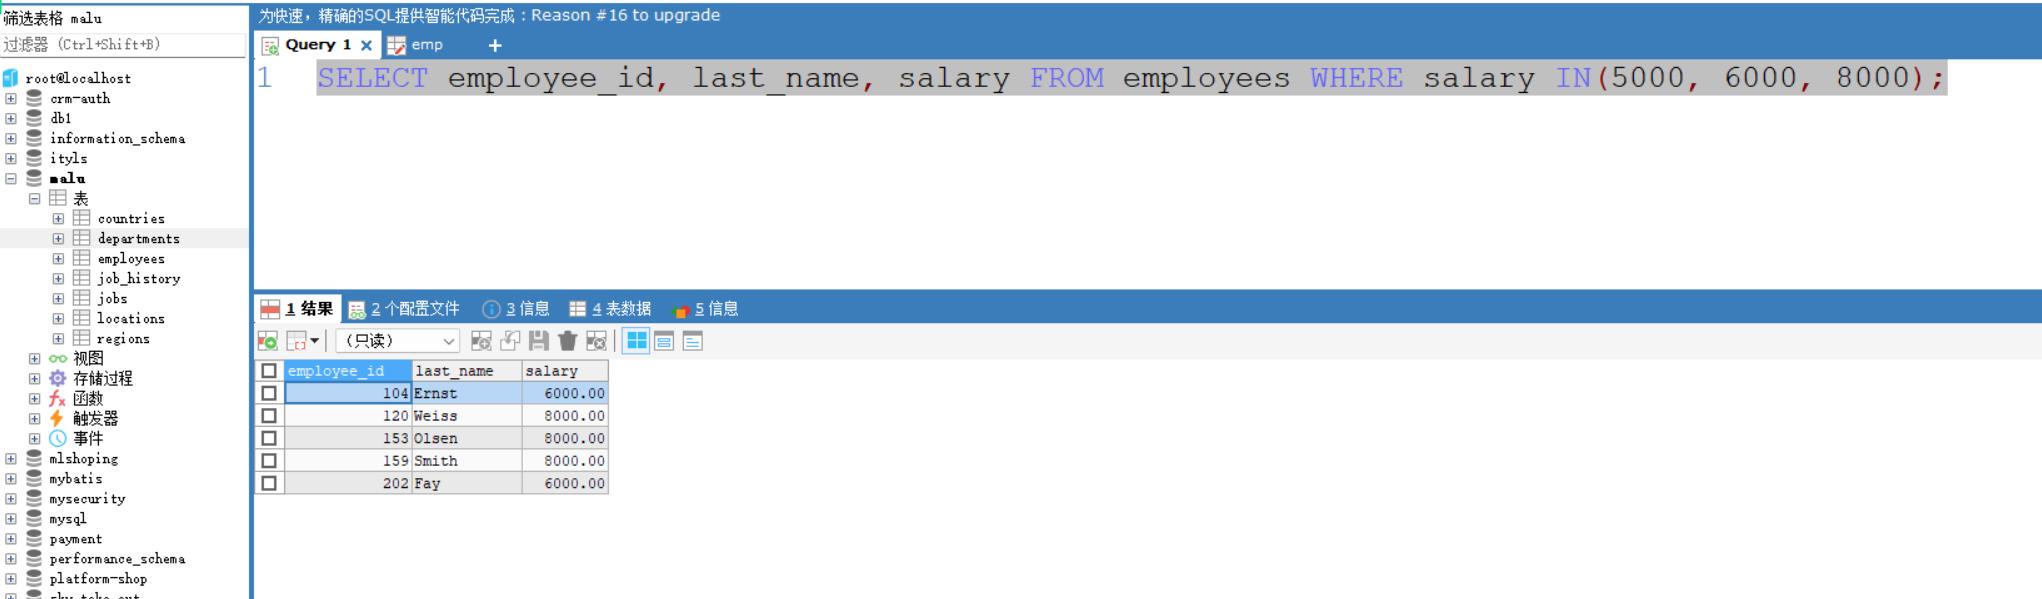 筛选表格 malu
过滤器 (Ctrl+Shift+B)
root@localhost
crm-auth
db1
information_schema
ityls
malu
表
countries
departments
employees
job_history
jobs
locations
regions
视图
存储过程
函数
触发器
事件
mlshoping
mybatis
mysecurity
mysql
payment
performance_schema
platform-shop
为快速，精确的SQL提供智能代码完成：Reason #16 to upgrade
Query 1 × emp +
1 SELECT employee_id, last_name, salary FROM employees WHERE salary IN(5000, 6000, 8000);
1 结果 2 个配置文件 3 信息 4 表数据 5 信息
（只读）
employee_id last_name salary
104 Ernst 6000.00
120 Weiss 8000.00
153 Olsen 8000.00
159 Smith 8000.00
202 Fay 6000.00